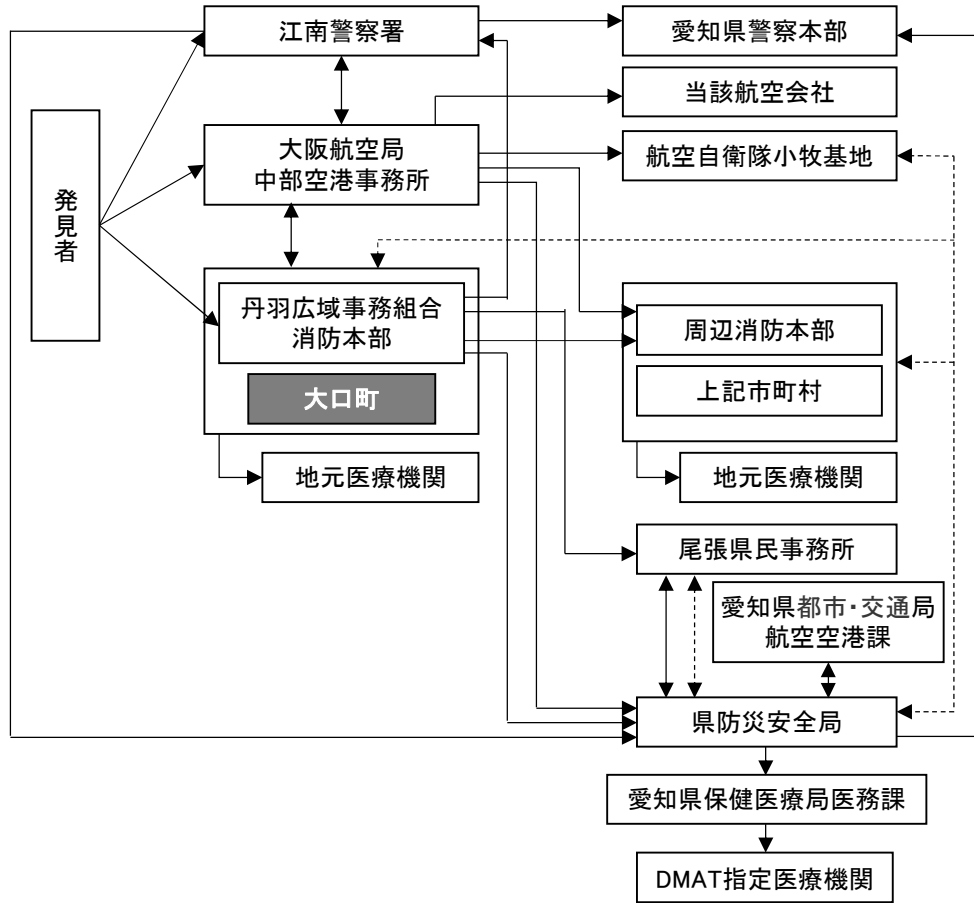 江南警察署
愛知県警察本部
当該航空会社
大阪航空局
中部空港事務所
航空自衛隊小牧基地
発見者
丹羽広域事務組合
消防本部
大口町
周辺消防本部
上記市町村
地元医療機関
地元医療機関
尾張県民事務所
愛知県都市・交通局
航空空港課
県防災安全局
愛知県保健医療局医務課
DMAT指定医療機関